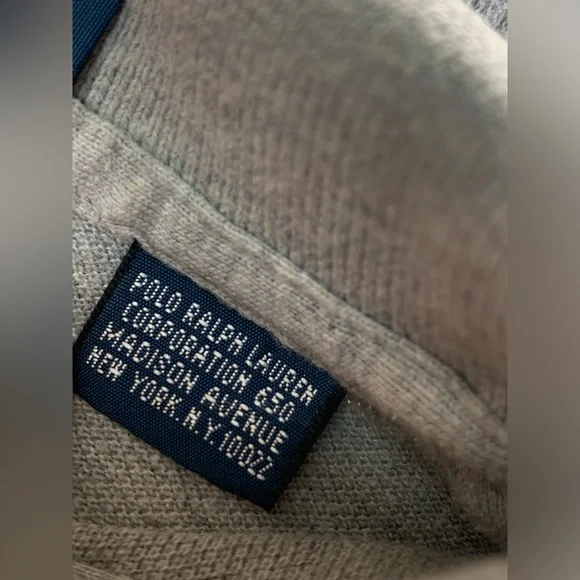 POLO RALPH LAUREN
CORPORATION 650
MADISON AVENUE
NEW YORK N.Y. 10022